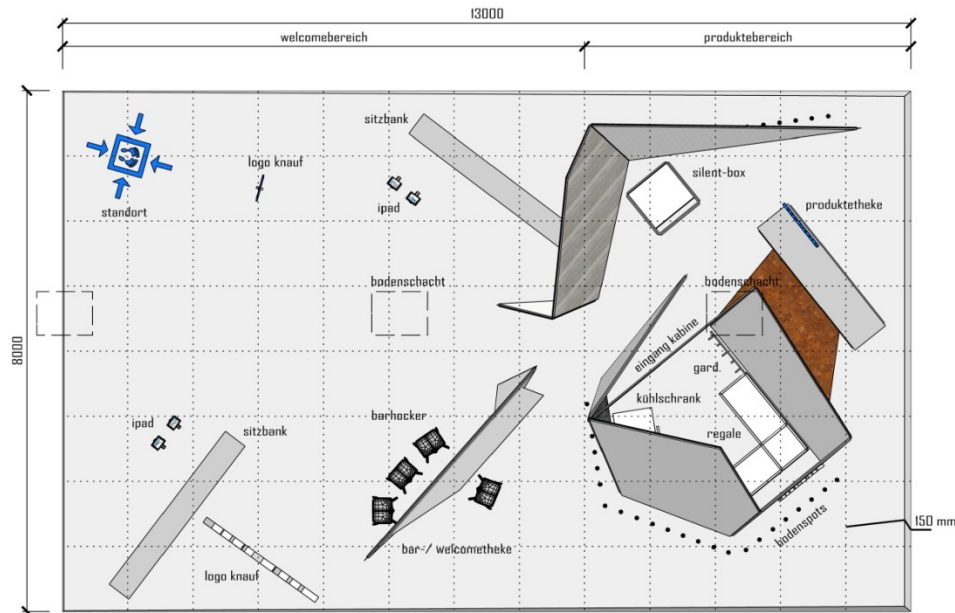 13000
welcomebereich
produktebereich
8000
sitzbank
logo knauf
silent-box
ipad
standort
produktetheke
bodenschacht
bodenschacht
eingang kabine
gard.
kühlschrank
barhocker
ipad
sitzbank
regale
bodenspots
150 mm
bar-/ welcometheke
logo knauf